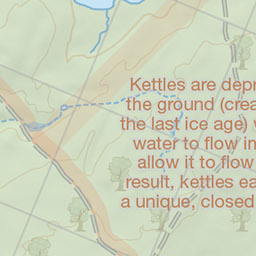 Kettles are
the ground
the last ice age)
water to flow
allow it to flow
result, kettles
a unique, closed